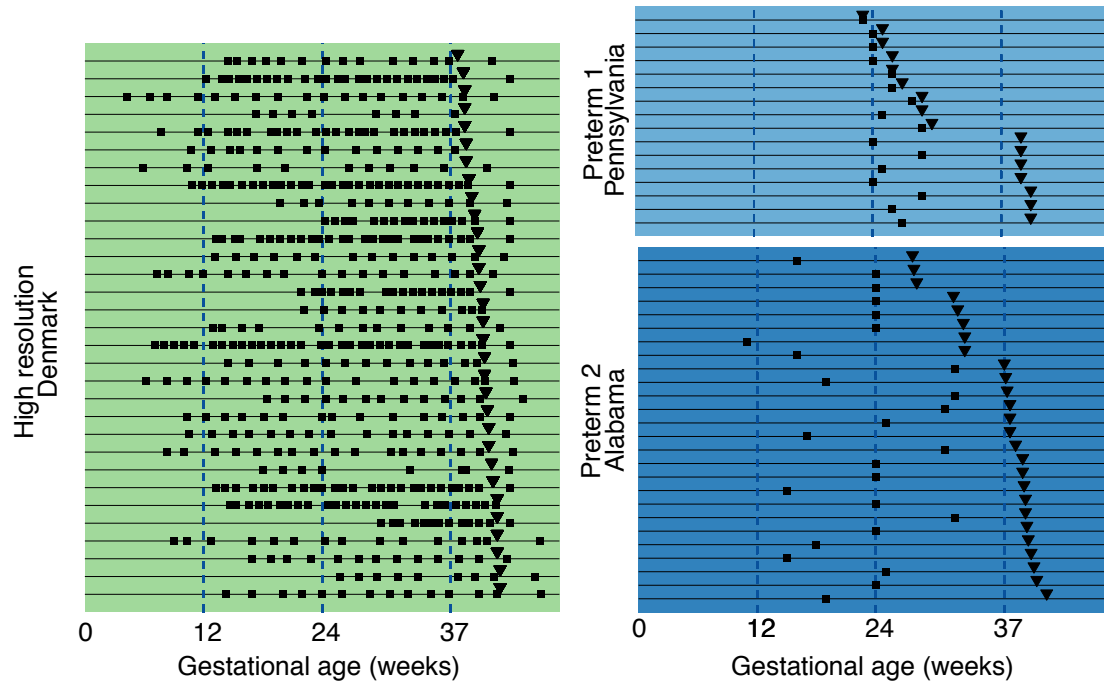 High resolution
Denmark
0 12 24 37
Gestational age (weeks)
Preterm 1
Pennsylvania
Preterm 2
Alabama
0 12 24 37
Gestational age (weeks)